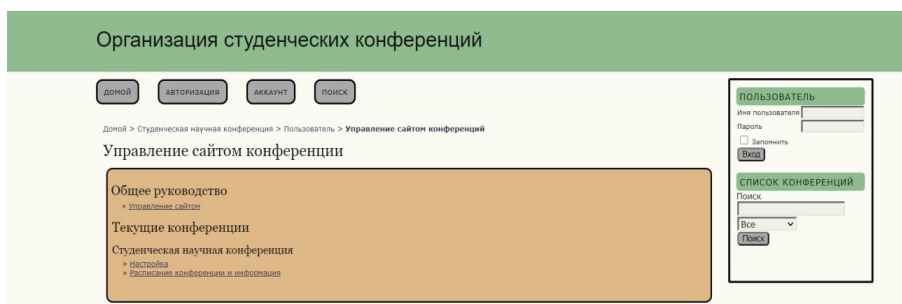 Организация студенческих конференций
ДОМОЙ АВТОРИЗАЦИЯ АККАУНТ ПОИСК
Домой > Студенческая научная конференция > Пользователь > Управление сайтом конференций
Управление сайтом конференции
Общее руководство
» Управление сайтом
Текущие конференции
Студенческая научная конференция
» Настройка
» Расписание конференции и информация
ПОЛЬЗОВАТЕЛЬ
Имя пользователя
Пароль
Запомнить
Вход
СПИСОК КОНФЕРЕНЦИЙ
Поиск
Все
Поиск